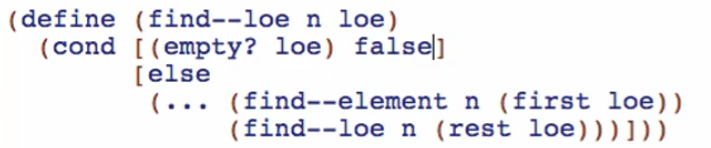 (define (find--loe n loe)
(cond [(empty? loe) false]
[else
(... (find--element n (first loe))
(find--loe n (rest loe)))]))